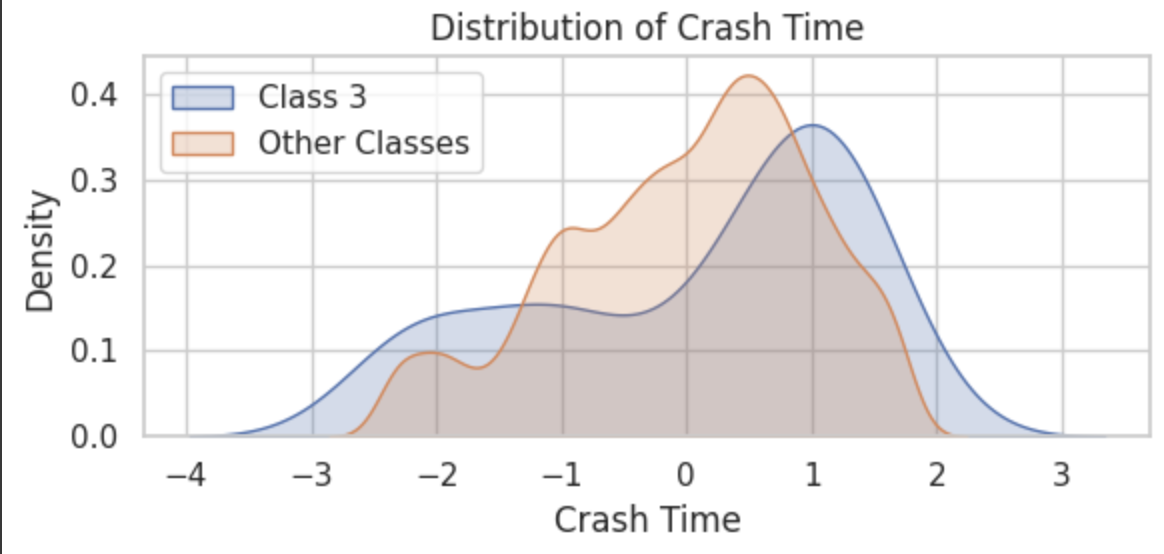 Distribution of Crash Time
Class 3
Other Classes
0.4
0.3
0.2
0.1
0.0
Density
−4 −3 −2 −1 0 1 2 3
Crash Time